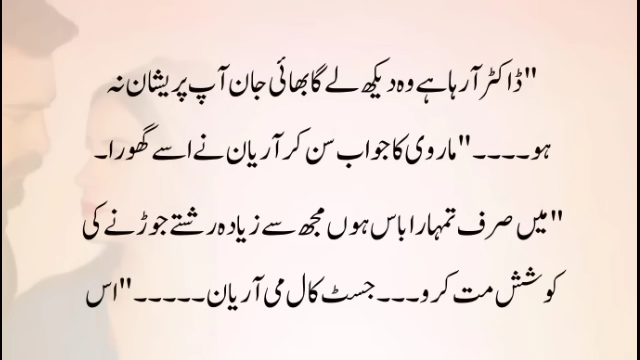 "ڈاکٹر آ رہا ہے وہ دیکھ لے گا بھائی جان آپ پریشان نہ
ہو۔۔۔۔" ماروی کا جواب سن کر آریان نے اسے گھورا۔
"میں صرف تمہارا باس ہوں مجھ سے زیادہ رشتے جوڑنے کی
کوشش مت کرو۔۔۔ جسٹ کال می آریان۔۔۔۔۔" اس